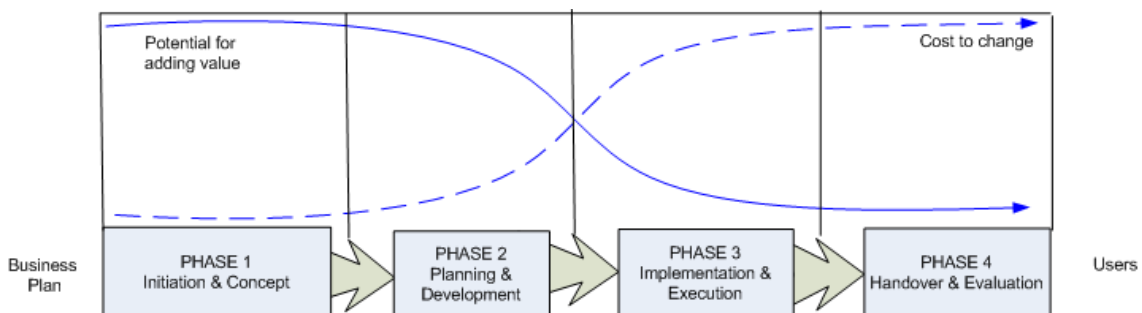 Potential for
adding value
Cost to change
Business
Plan
PHASE 1
Initiation & Concept
PHASE 2
Planning &
Development
PHASE 3
Implementation &
Execution
PHASE 4
Handover & Evaluation
Users